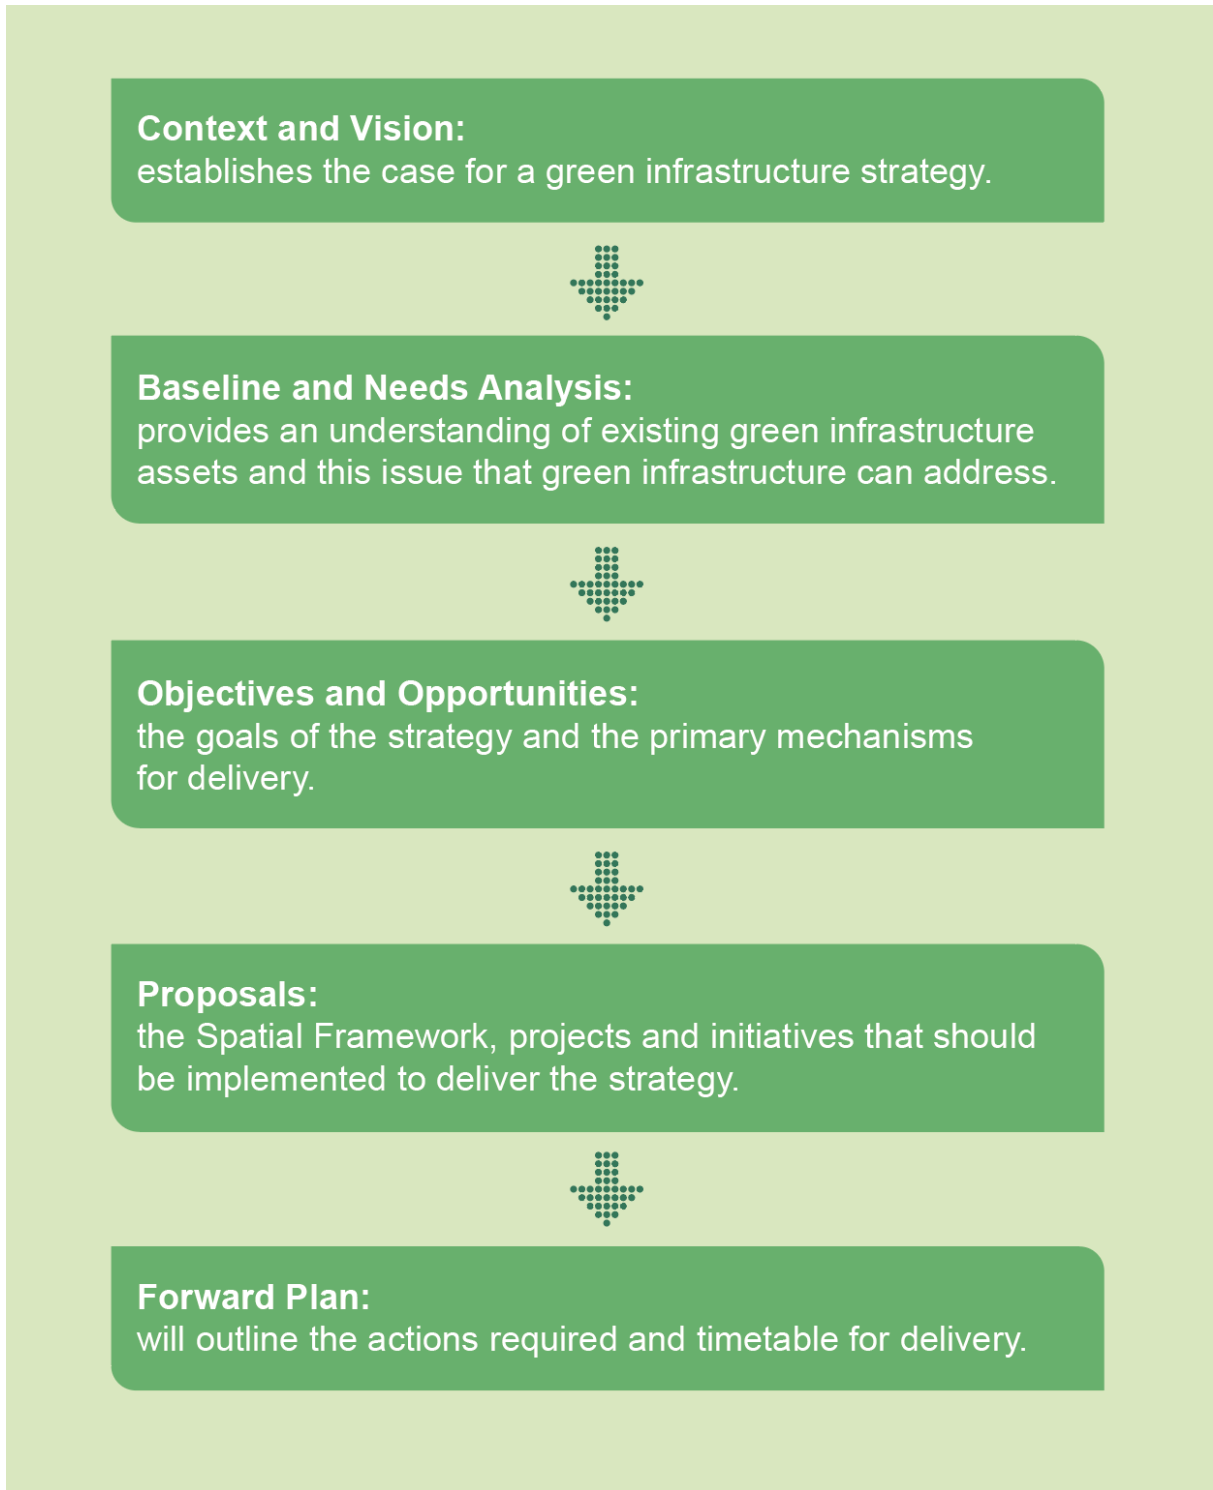 Context and Vision:
establishes the case for a green infrastructure strategy.
Baseline and Needs Analysis:
provides an understanding of existing green infrastructure
assets and this issue that green infrastructure can address.
Objectives and Opportunities:
the goals of the strategy and the primary mechanisms
for delivery.
Proposals:
the Spatial Framework, projects and initiatives that should
be implemented to deliver the strategy.
Forward Plan:
will outline the actions required and timetable for delivery.